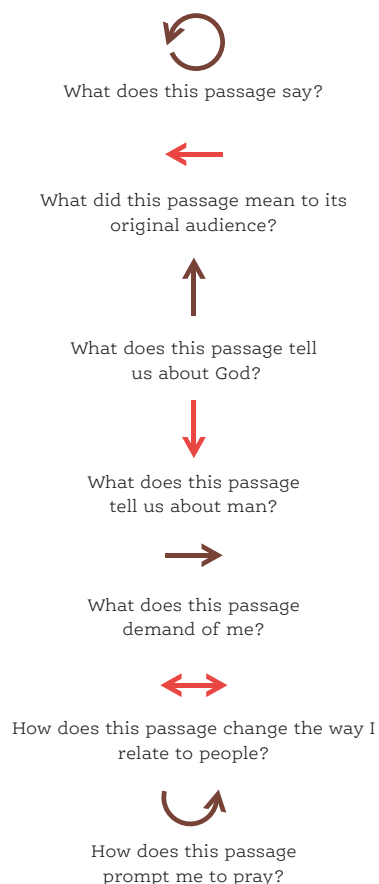 What does this passage say?
What did this passage mean to its
original audience?
What does this passage tell
us about God?
What does this passage
tell us about man?
What does this passage
demand of me?
How does this passage change the way I
relate to people?
How does this passage
prompt me to pray?